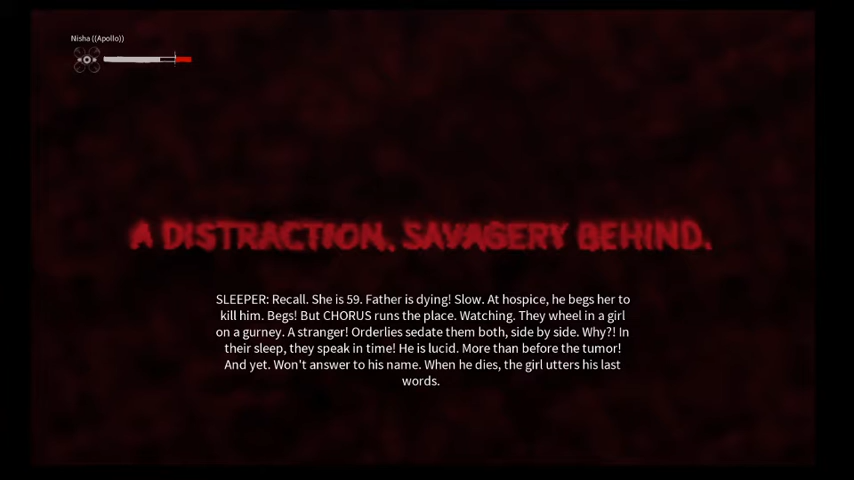 Nisha ((Apollo))
A DISTRACTION. SAVAGERY BEHIND.
SLEEPER: Recall. She is 59. Father is dying! Slow. At hospice, he begs her to
kill him. Begs! But CHORUS runs the place. Watching. They wheel in a girl
on a gurney. A stranger! Orderlies sedate them both, side by side. Why?! In
their sleep, they speak in time! He is lucid. More than before the tumor!
And yet. Won't answer to his name. When he dies, the girl utters his last
words.